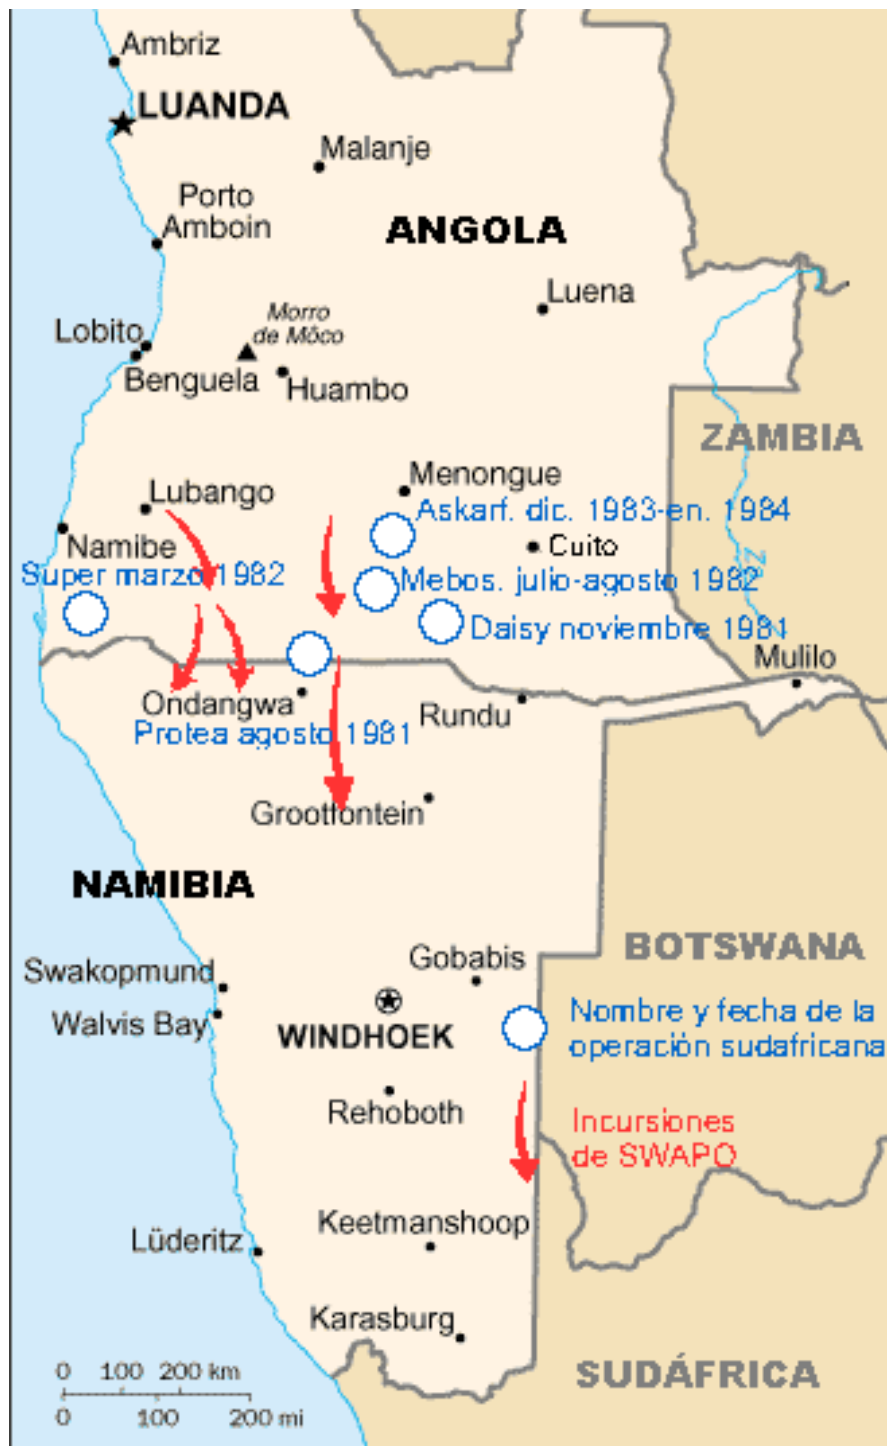 Ambriz
LUANDA
Malanje
Porto
Amboin
ANGOLA
Luena
Morro
de Môco
Lobito
Benguela
Huambo
ZAMBIA
Menongue
Lubango
Askarf. dic. 1983-en. 1984
Namibe
Cuito
Super marzo 1982
Mebos. julio-agosto 1982
Za
Daisy noviembre 1981
Mulilo
Ondangwa
Rundu
Protea agosto 1981
Grootfontein
NAMIBIA
BOTSWANA
Gobabis
Swakopmund
Walvis Bay
WINDHOEK
Nombre y fecha de la
operación sudafricana
Rehoboth
Incursiones
de SWAPO
Keetmanshoop
Lüderitz
Karasburg
SUDÁFRICA
0 100 200 km
0 100 200 mi